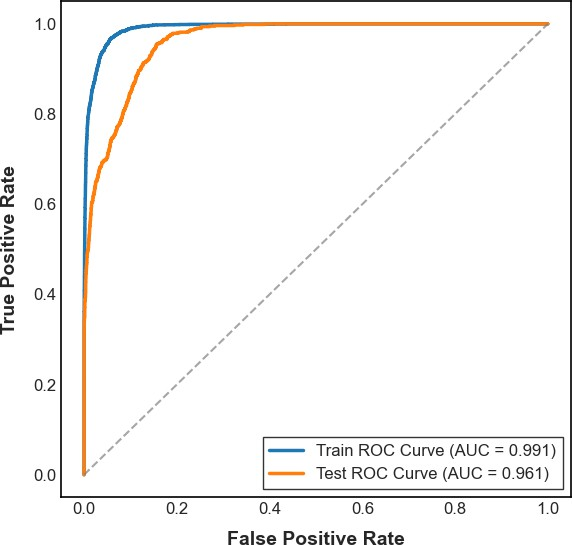 1.0
0.8
0.6
0.4
0.2
0.0
True Positive Rate
Train ROC Curve (AUC = 0.991)
Test ROC Curve (AUC = 0.961)
0.0 0.2 0.4 0.6 0.8 1.0
False Positive Rate